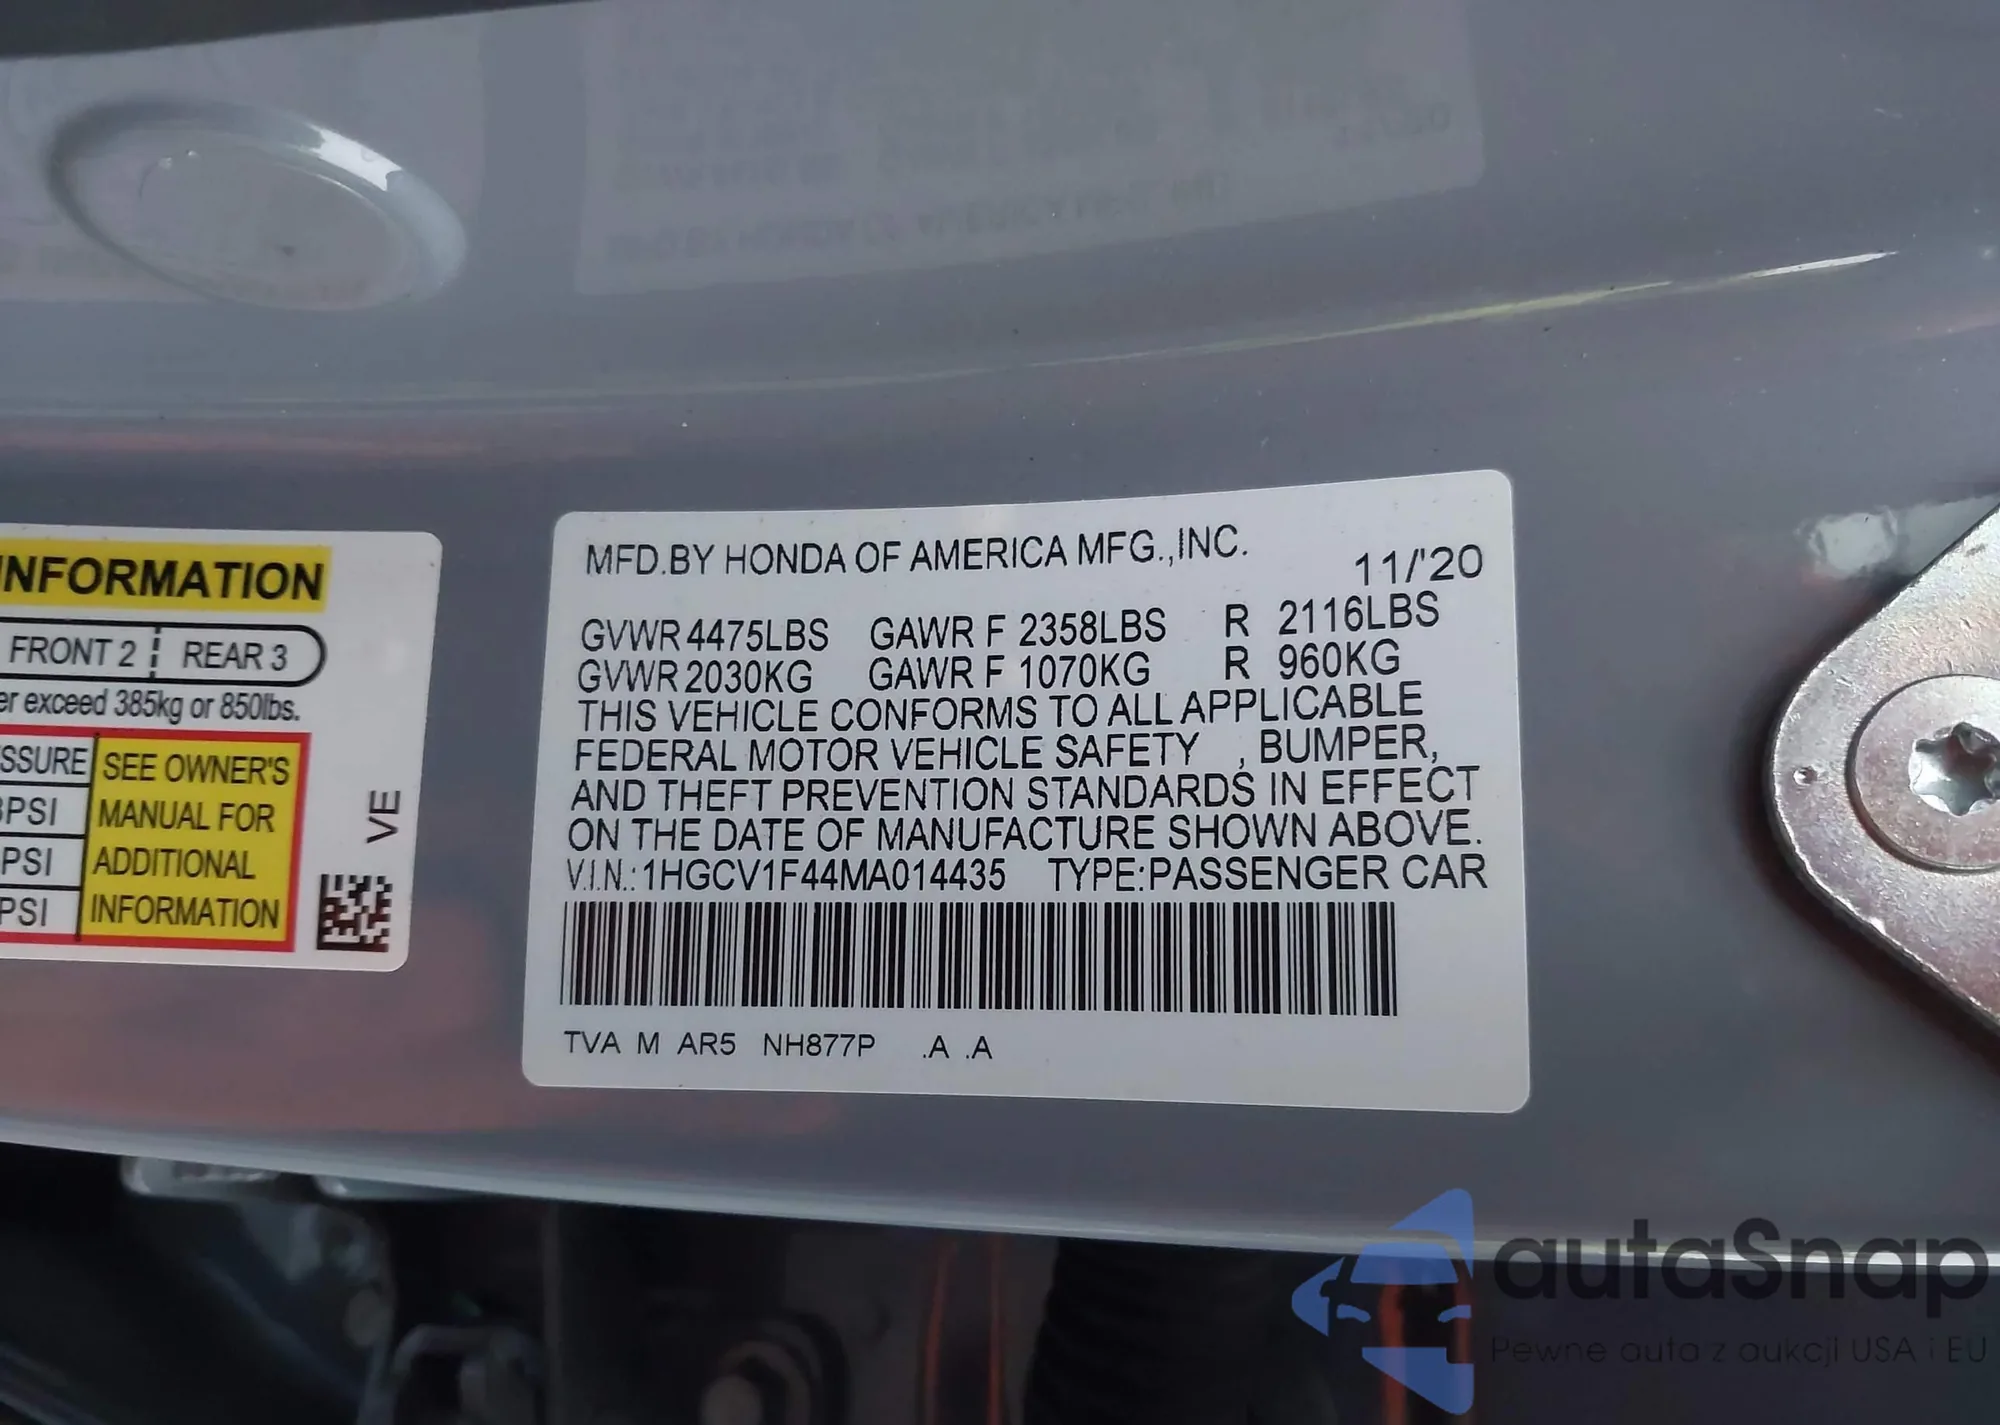 INFORMATION
FRONT 2 REAR 3
exceed 385kg or 850lbs.
SEE OWNER'S
PSI MANUAL FOR
PSI ADDITIONAL
PSI INFORMATION
VE
MFD.BY HONDA OF AMERICA MFG.,INC. 11/'20
GVWR 4475LBS GAWR F 2358LBS R 2116LBS
GVWR 2030KG GAWR F 1070KG R 960KG
THIS VEHICLE CONFORMS TO ALL APPLICABLE
FEDERAL MOTOR VEHICLE SAFETY , BUMPER,
AND THEFT PREVENTION STANDARDS IN EFFECT
ON THE DATE OF MANUFACTURE SHOWN ABOVE.
V.I.N.: 1HGCV1F44MA014435 TYPE:PASSENGER CAR
TVA M AR5 NH877P .A .A
autaSnap
Pewne auta z aukcji USA i EU